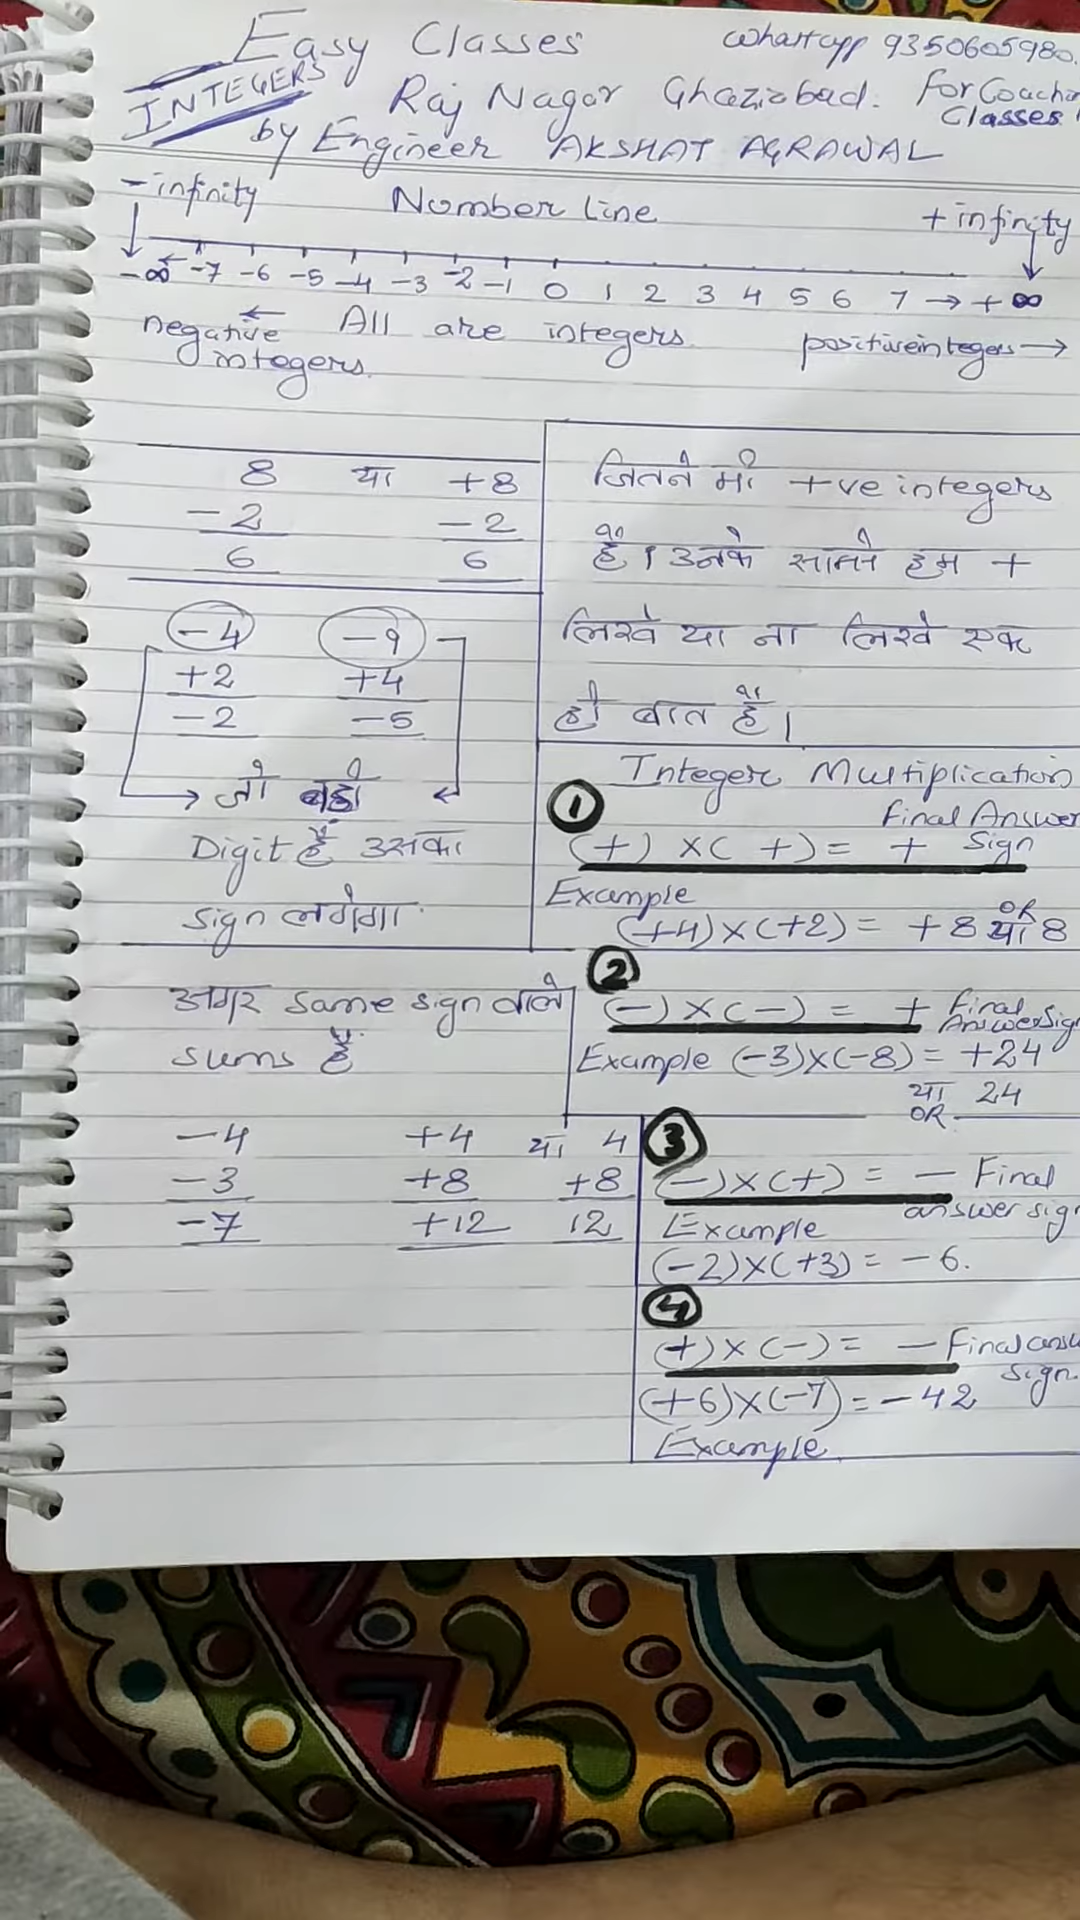 Easy Classes
Whatsapp 9350605980.
INTEGERS
Raj Nagar Ghaziabad. For Coachin
Classes
by Engineer AKSHAT AGRAWAL
- infinity
Number Line
+ infinity
-∞ ← -7 -6 -5 -4 -3 -2 -1 0 1 2 3 4 5 6 7 → + ∞
negative ← All are integers positive integers →
integers.
8 या +8
-2 -2
6 6
-4 -9
+2 +4
-2 -5
→ जो बड़ी ←
Digit हैं उसका
sign लगेगा.
जितने भी +ve integers
हैं। उनके सामने हम +
लिखे या ना लिखे एक
ही बात हैं।
Integer Multiplication
Final Answer
1
(+) ×( +) = + Sign
Example
(+4)×(+2) = +8 या 8
OR
अगर same sign वाले
sums हैं
-4 +4 या 4
-3 +8 +8
-7 +12 12
2
(-) ×(-) = + Final
Answer Sign
Example (-3)×(-8) = +24
या 24
OR
3
(-)×(+) = - Final
answer sign
Example
(-2)×(+3) = -6.
4
(+)×(-) = - Final answ
sign.
(+6)×(-7) = -42
Example.